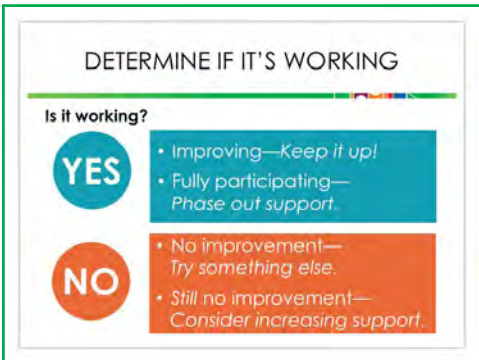 DETERMINE IF IT'S WORKING
Is it working?
YES
• Improving—Keep it up!
• Fully participating—
Phase out support.
NO
• No improvement—
Try something else.
• Still no improvement—
Consider increasing support.